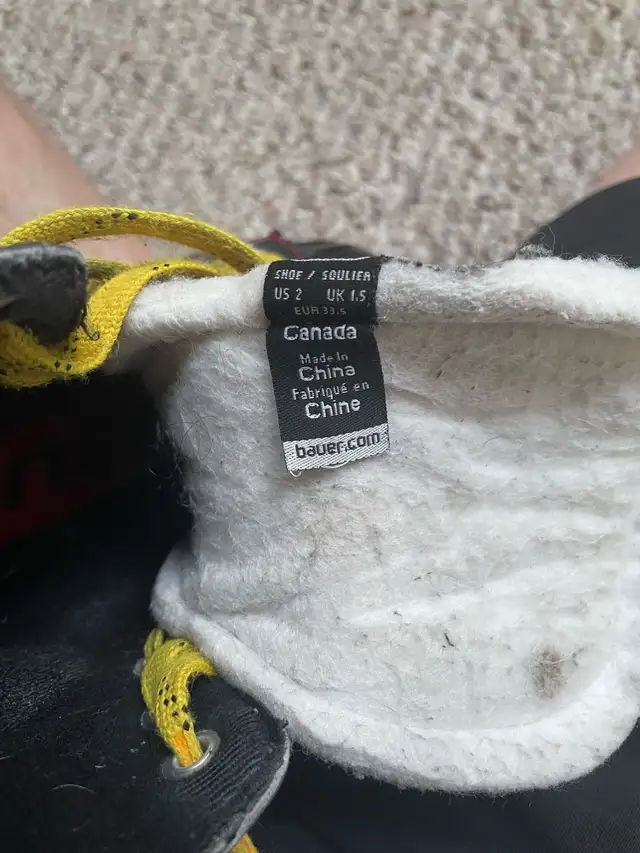 SHOE / SOULIER
US 2 UK 1.5
EUR 33.5
Canada
Made In
China
Fabriqué en
Chine
bauer.com